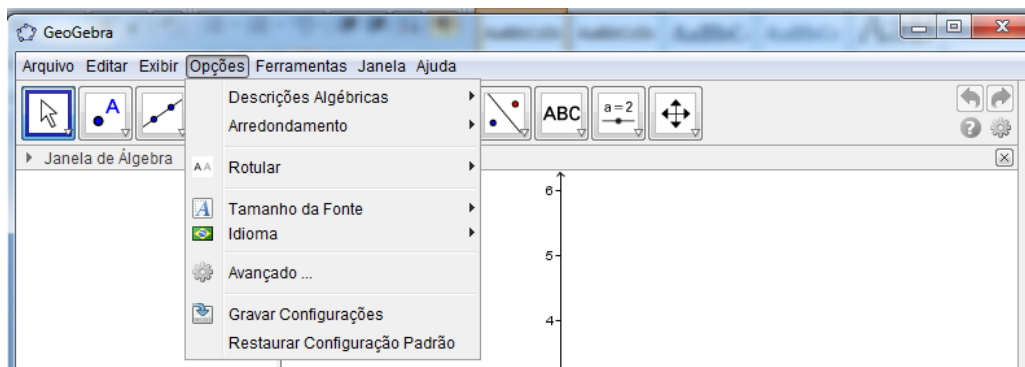 GeoGebra
Arquivo Editar Exibir Opções Ferramentas Janela Ajuda
A
ABC
a=2
Janela de Álgebra
Descrições Algébricas
Arredondamento
AA Rotular
A Tamanho da Fonte
Idioma
Avançado ...
Gravar Configurações
Restaurar Configuração Padrão
6
5
4